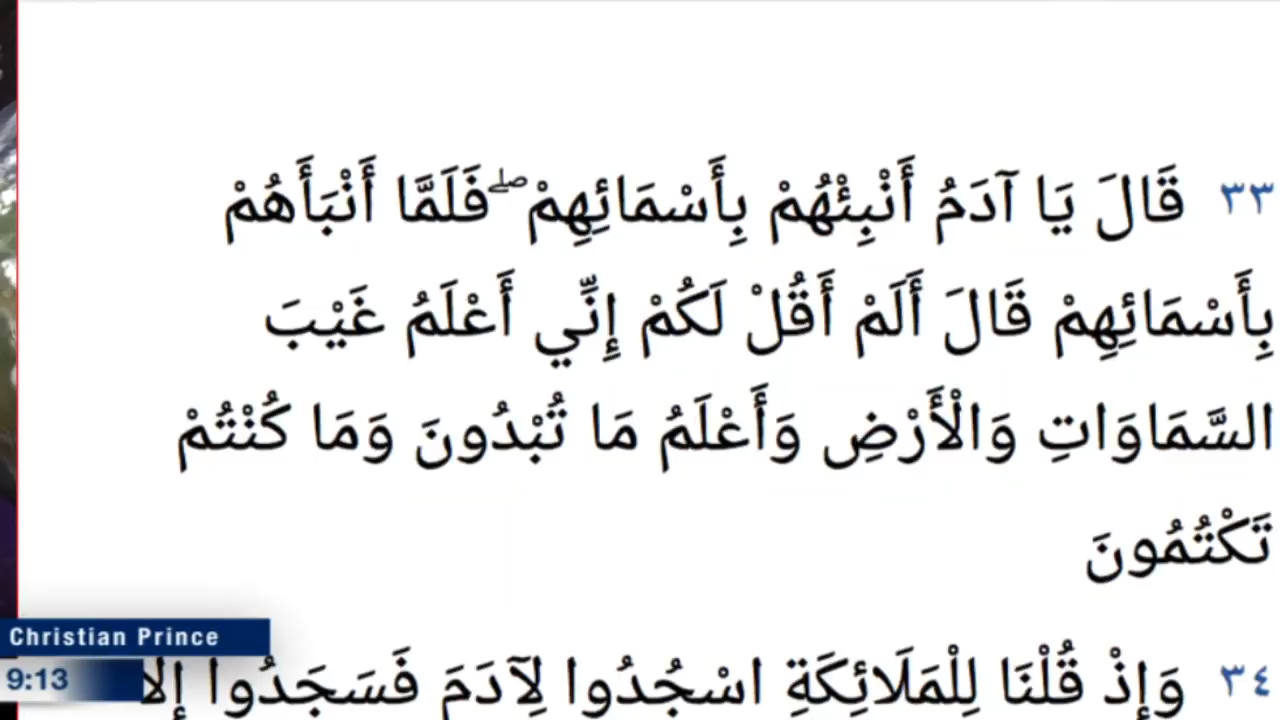 ٣٣ قَالَ يَا آدَمُ أَنْبِئْهُمْ بِأَسْمَائِهِمْ ۖ فَلَمَّا أَنْبَأَهُمْ
بِأَسْمَائِهِمْ قَالَ أَلَمْ أَقُلْ لَكُمْ إِنِّي أَعْلَمُ غَيْبَ
السَّمَاوَاتِ وَالْأَرْضِ وَأَعْلَمُ مَا تُبْدُونَ وَمَا كُنْتُمْ
تَكْتُمُونَ
Christian Prince
٣٤ وَإِذْ قُلْنَا لِلْمَلَائِكَةِ اسْجُدُوا لِآدَمَ فَسَجَدُوا إِلَّا
9:13